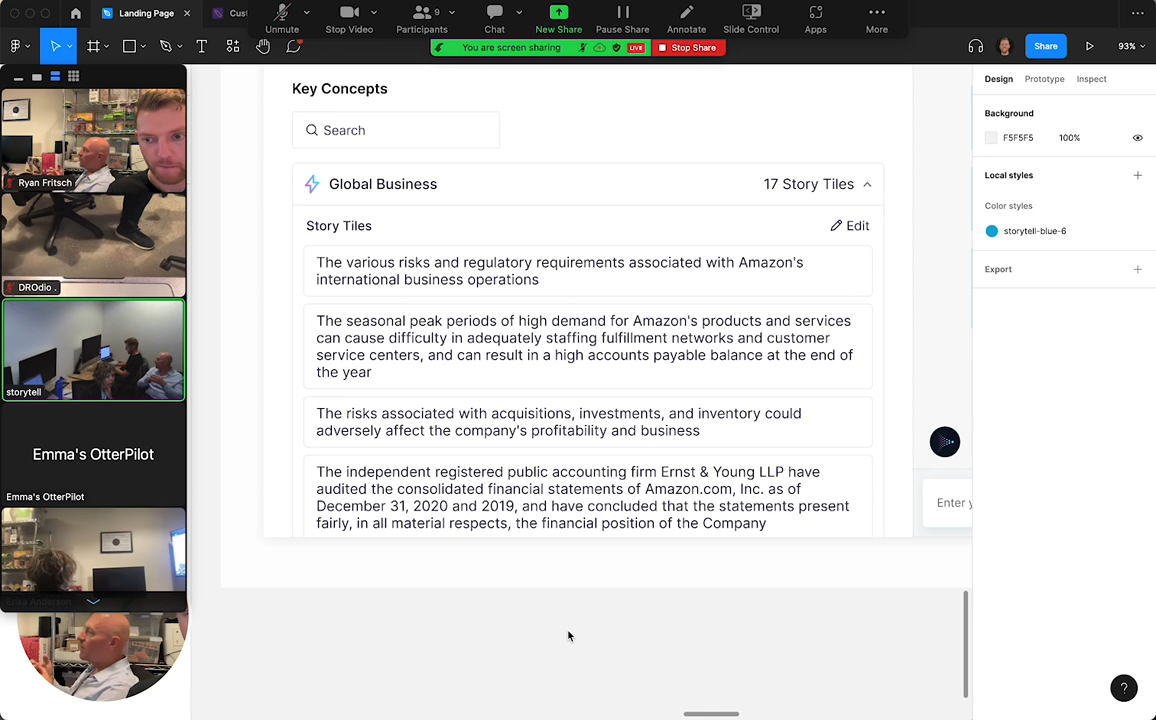 Landing Page
Cust
Unmute
Stop Video
9
Participants
Chat
New Share
Pause Share
Annotate
Slide Control
Apps
More
You are screen sharing
LIVE
Stop Share
Share
93%
Design
Prototype
Inspect
Background
F5F5F5
100%
Local styles
Color styles
storytell-blue-6
Export
Ryan Fritsch
DROdio .
storytell
Emma's OtterPilot
Emma's OtterPilot
Erika Anderson
Key Concepts
Search
Global Business
17 Story Tiles
Story Tiles
Edit
The various risks and regulatory requirements associated with Amazon's
international business operations
The seasonal peak periods of high demand for Amazon's products and services
can cause difficulty in adequately staffing fulfillment networks and customer
service centers, and can result in a high accounts payable balance at the end of
the year
The risks associated with acquisitions, investments, and inventory could
adversely affect the company's profitability and business
The independent registered public accounting firm Ernst & Young LLP have
audited the consolidated financial statements of Amazon.com, Inc. as of
December 31, 2020 and 2019, and have concluded that the statements present
fairly, in all material respects, the financial position of the Company
Enter y
?